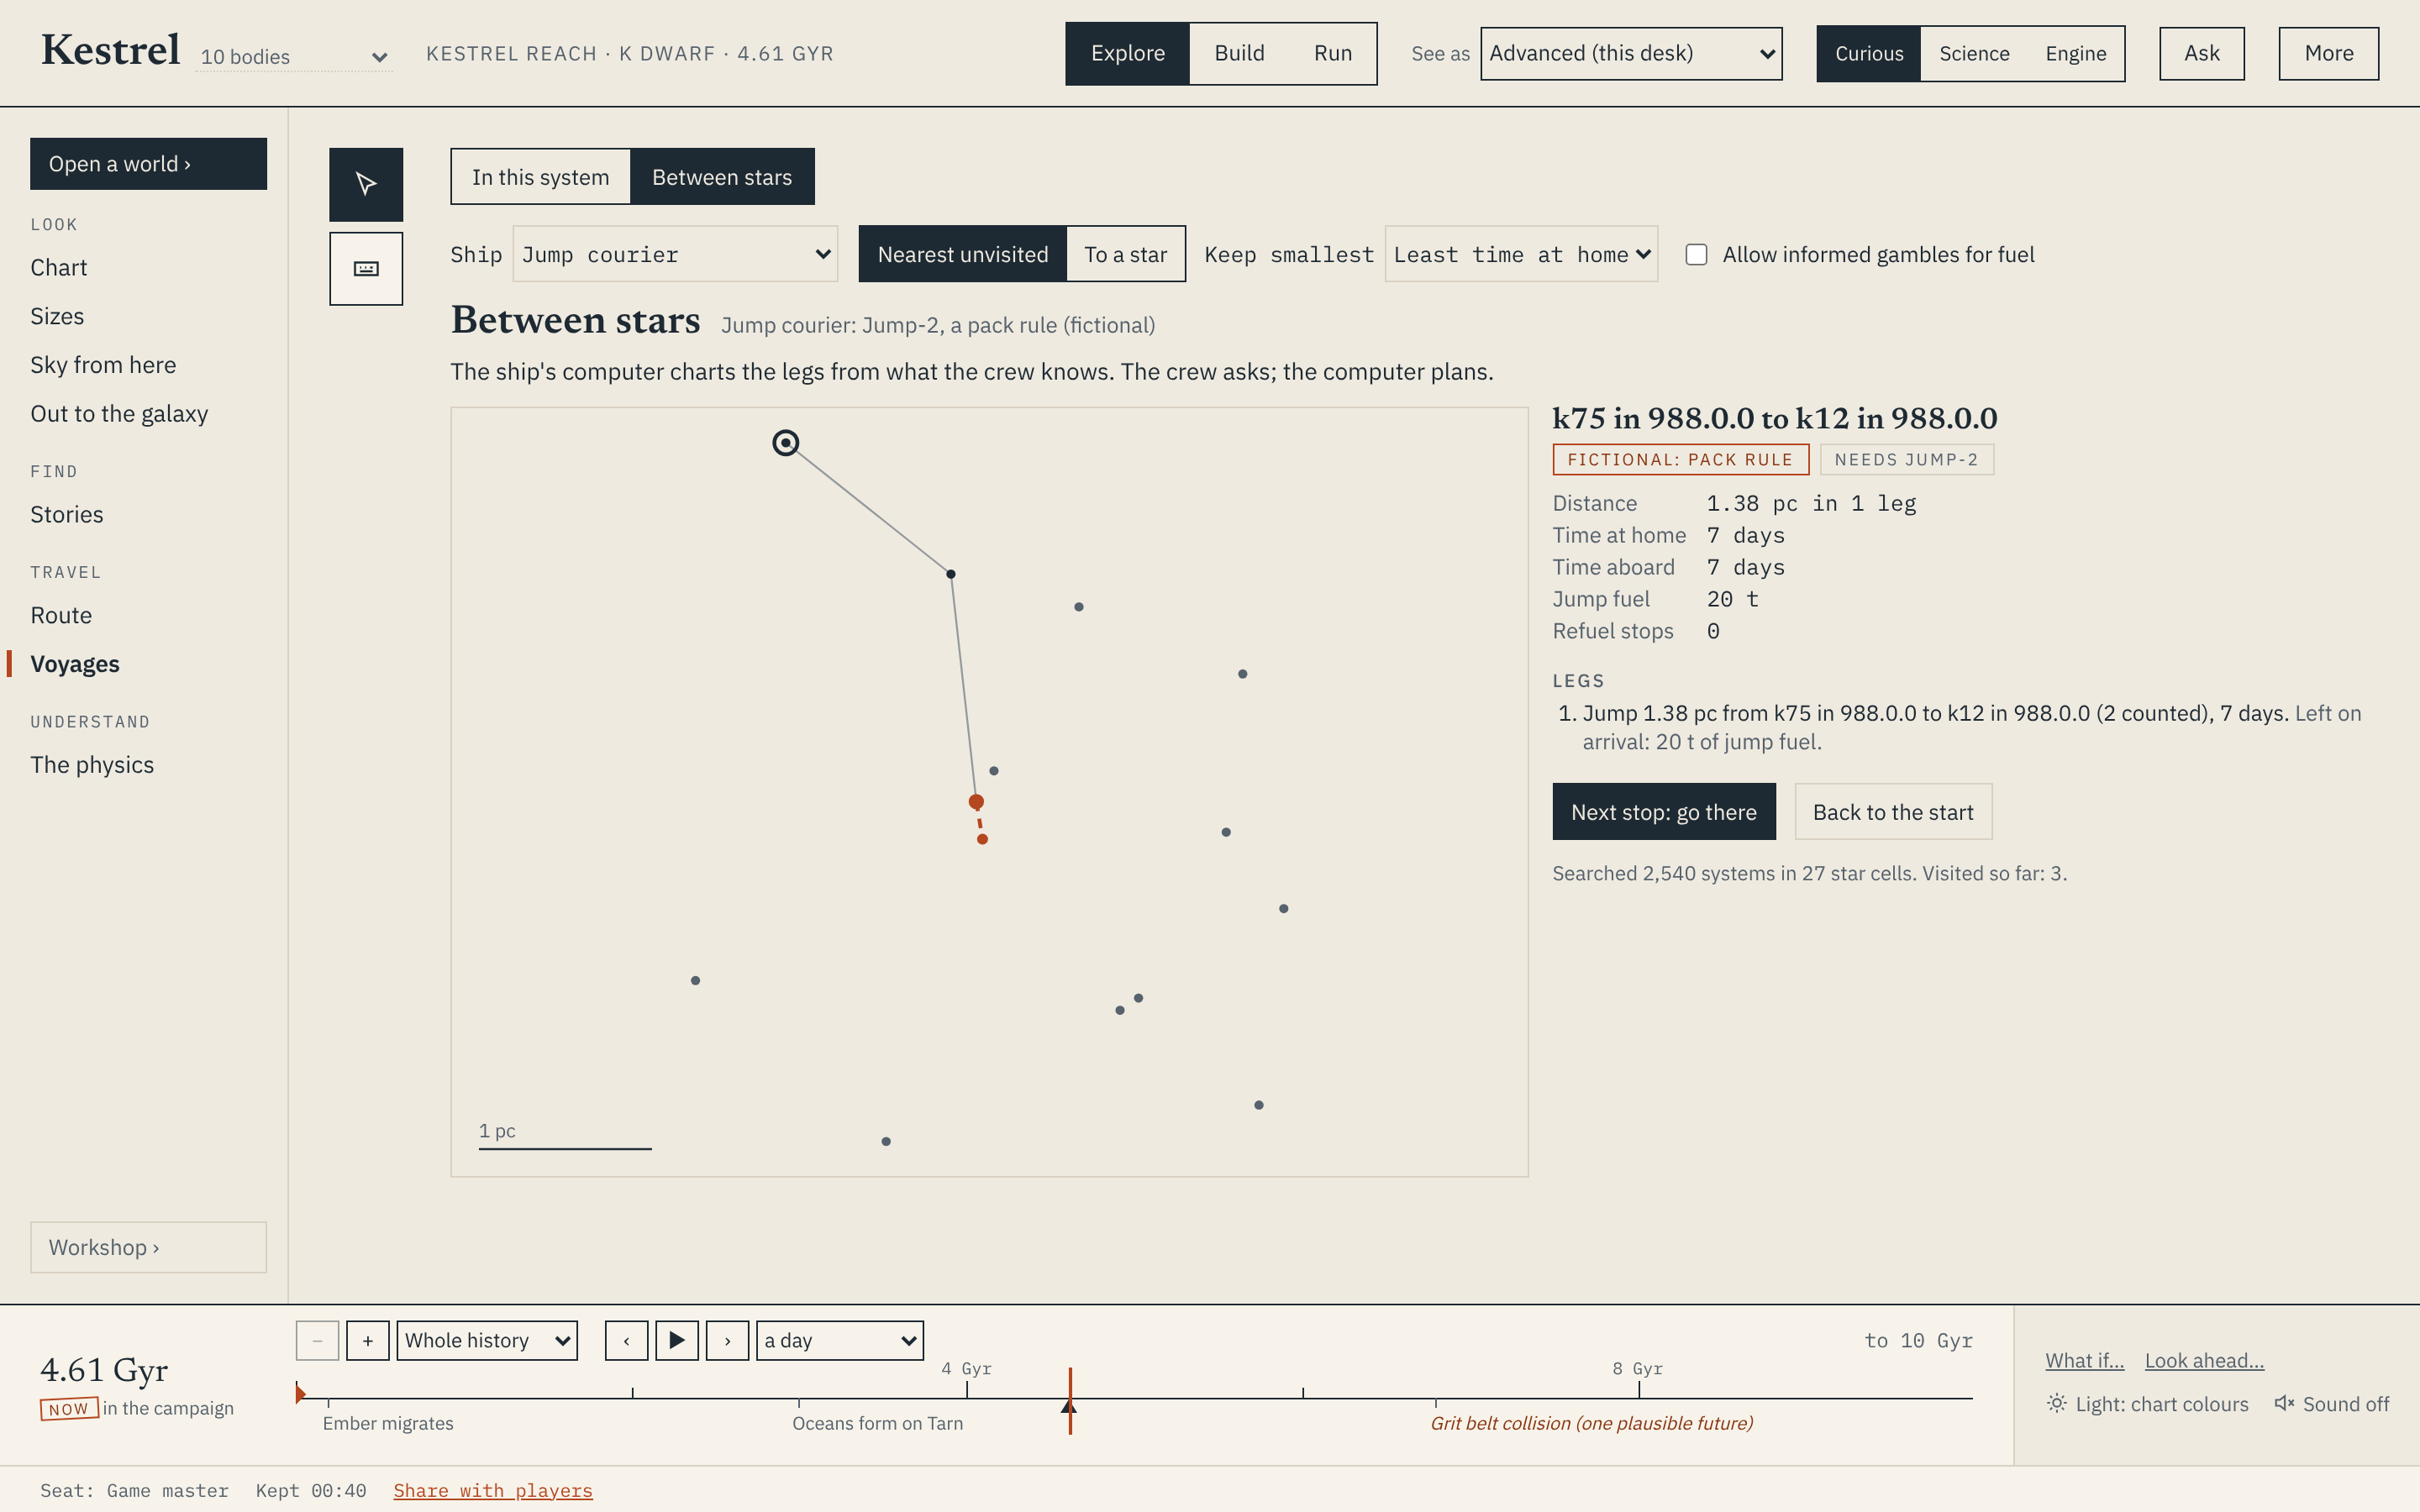 Kestrel 10 bodies KESTREL REACH · K DWARF · 4.61 GYR Explore Build Run See as Advanced (this desk) Curious Science Engine Ask More
Open a world ›
LOOK
Chart
Sizes
Sky from here
Out to the galaxy
FIND
Stories
TRAVEL
Route
Voyages
UNDERSTAND
The physics
Workshop ›
In this system Between stars
Ship Jump courier Nearest unvisited To a star Keep smallest Least time at home Allow informed gambles for fuel
Between stars Jump courier: Jump-2, a pack rule (fictional)
The ship's computer charts the legs from what the crew knows. The crew asks; the computer plans.
1 pc
k75 in 988.0.0 to k12 in 988.0.0
FICTIONAL: PACK RULE NEEDS JUMP-2
Distance 1.38 pc in 1 leg
Time at home 7 days
Time aboard 7 days
Jump fuel 20 t
Refuel stops 0
LEGS
1. Jump 1.38 pc from k75 in 988.0.0 to k12 in 988.0.0 (2 counted), 7 days. Left on
arrival: 20 t of jump fuel.
Next stop: go there Back to the start
Searched 2,540 systems in 27 star cells. Visited so far: 3.
4.61 Gyr
NOW in the campaign
− + Whole history ‹ › a day to 10 Gyr
4 Gyr 8 Gyr
Ember migrates Oceans form on Tarn Grit belt collision (one plausible future)
What if... Look ahead...
Light: chart colours Sound off
Seat: Game master Kept 00:40 Share with players